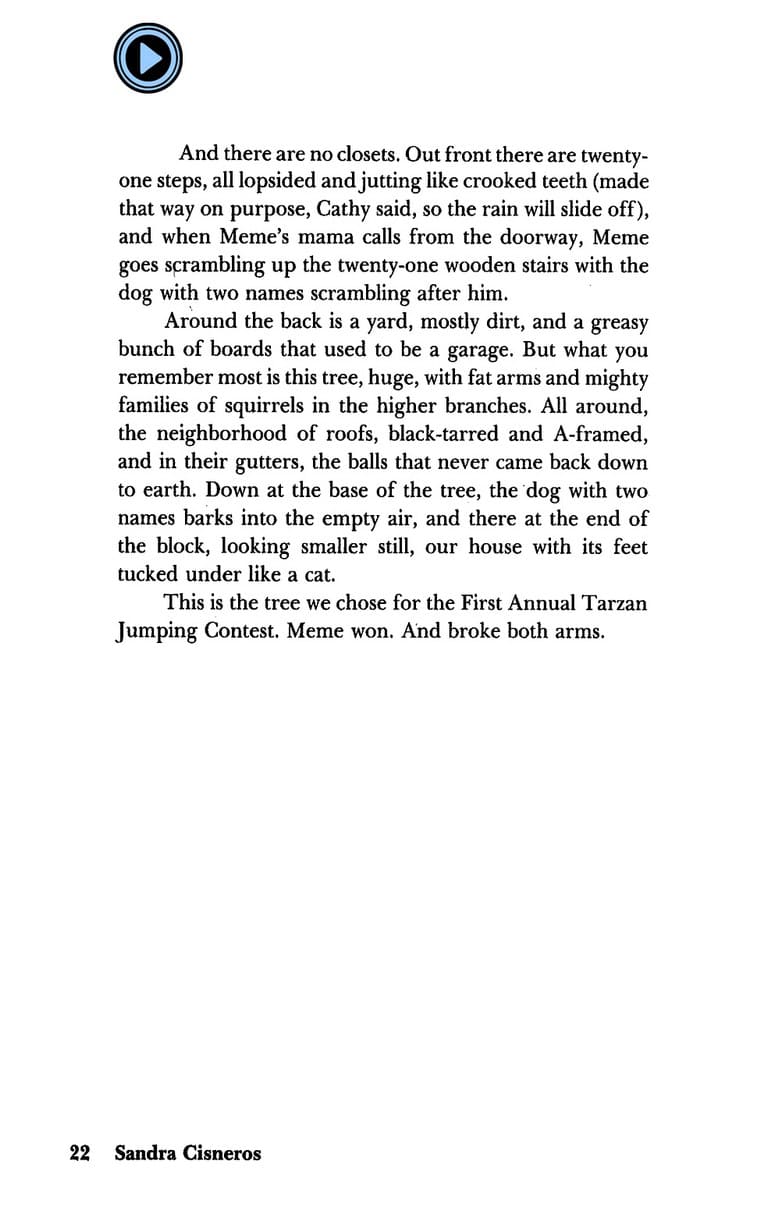 And there are no closets. Out front there are twenty-
one steps, all lopsided and jutting like crooked teeth (made
that way on purpose, Cathy said, so the rain will slide off),
and when Meme's mama calls from the doorway, Meme
goes scrambling up the twenty-one wooden stairs with the
dog with two names scrambling after him.
Around the back is a yard, mostly dirt, and a greasy
bunch of boards that used to be a garage. But what you
remember most is this tree, huge, with fat arms and mighty
families of squirrels in the higher branches. All around,
the neighborhood of roofs, black-tarred and A-framed,
and in their gutters, the balls that never came back down
to earth. Down at the base of the tree, the dog with two
names barks into the empty air, and there at the end of
the block, looking smaller still, our house with its feet
tucked under like a cat.
This is the tree we chose for the First Annual Tarzan
Jumping Contest. Meme won. And broke both arms.
22 Sandra Cisneros